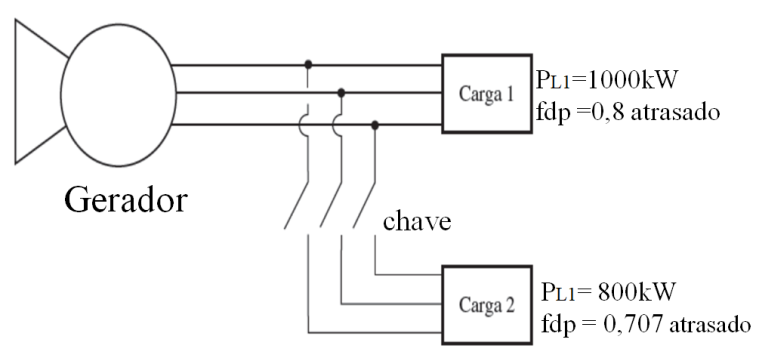 Carga 1
PL1=1000kW
fdp =0,8 atrasado
Gerador
chave
Carga 2
PL1= 800kW
fdp = 0,707 atrasado